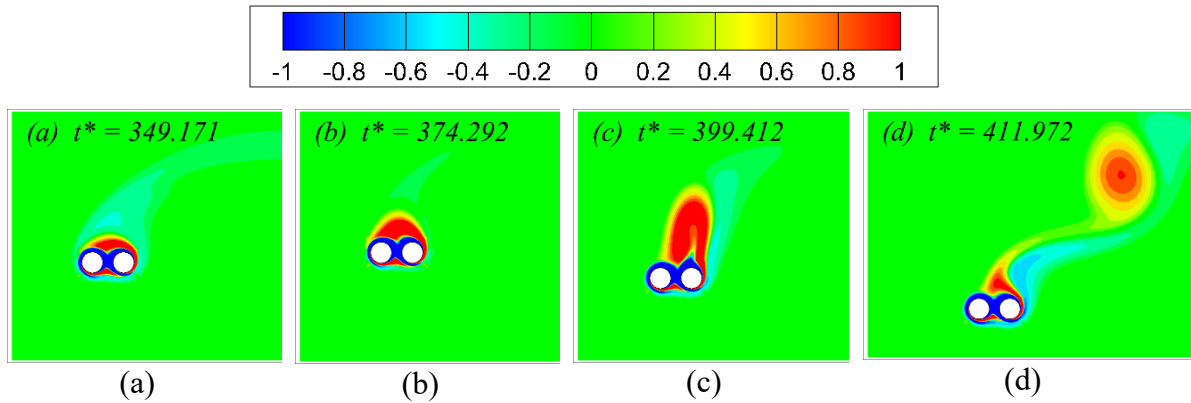 -1 -0.8 -0.6 -0.4 -0.2 0 0.2 0.4 0.6 0.8 1
(a) t* = 349.171
(b) t* = 374.292
(c) t* = 399.412
(d) t* = 411.972
(a)
(b)
(c)
(d)